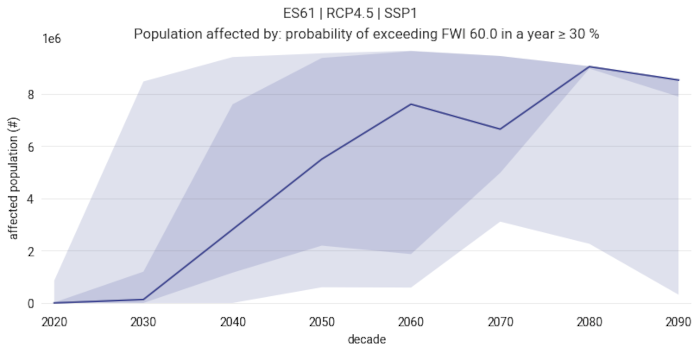 ES61 | RCP4.5 | SSP1
Population affected by: probability of exceeding FWI 60.0 in a year ≥ 30 %
1e6
8
6
4
2
0
affected population (#)
2020 2030 2040 2050 2060 2070 2080 2090
decade